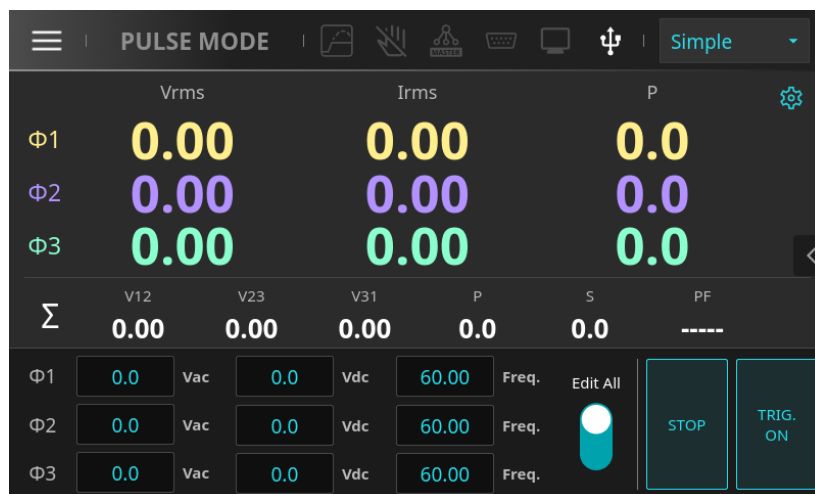 PULSE MODE MASTER Simple
Vrms Irms P
Φ1 0.00 0.00 0.0
Φ2 0.00 0.00 0.0
Φ3 0.00 0.00 0.0
V12 V23 V31 P S PF
Σ 0.00 0.00 0.00 0.0 0.0 -----
Φ1 0.0 Vac 0.0 Vdc 60.00 Freq. Edit All
Φ2 0.0 Vac 0.0 Vdc 60.00 Freq. STOP TRIG. ON
Φ3 0.0 Vac 0.0 Vdc 60.00 Freq.